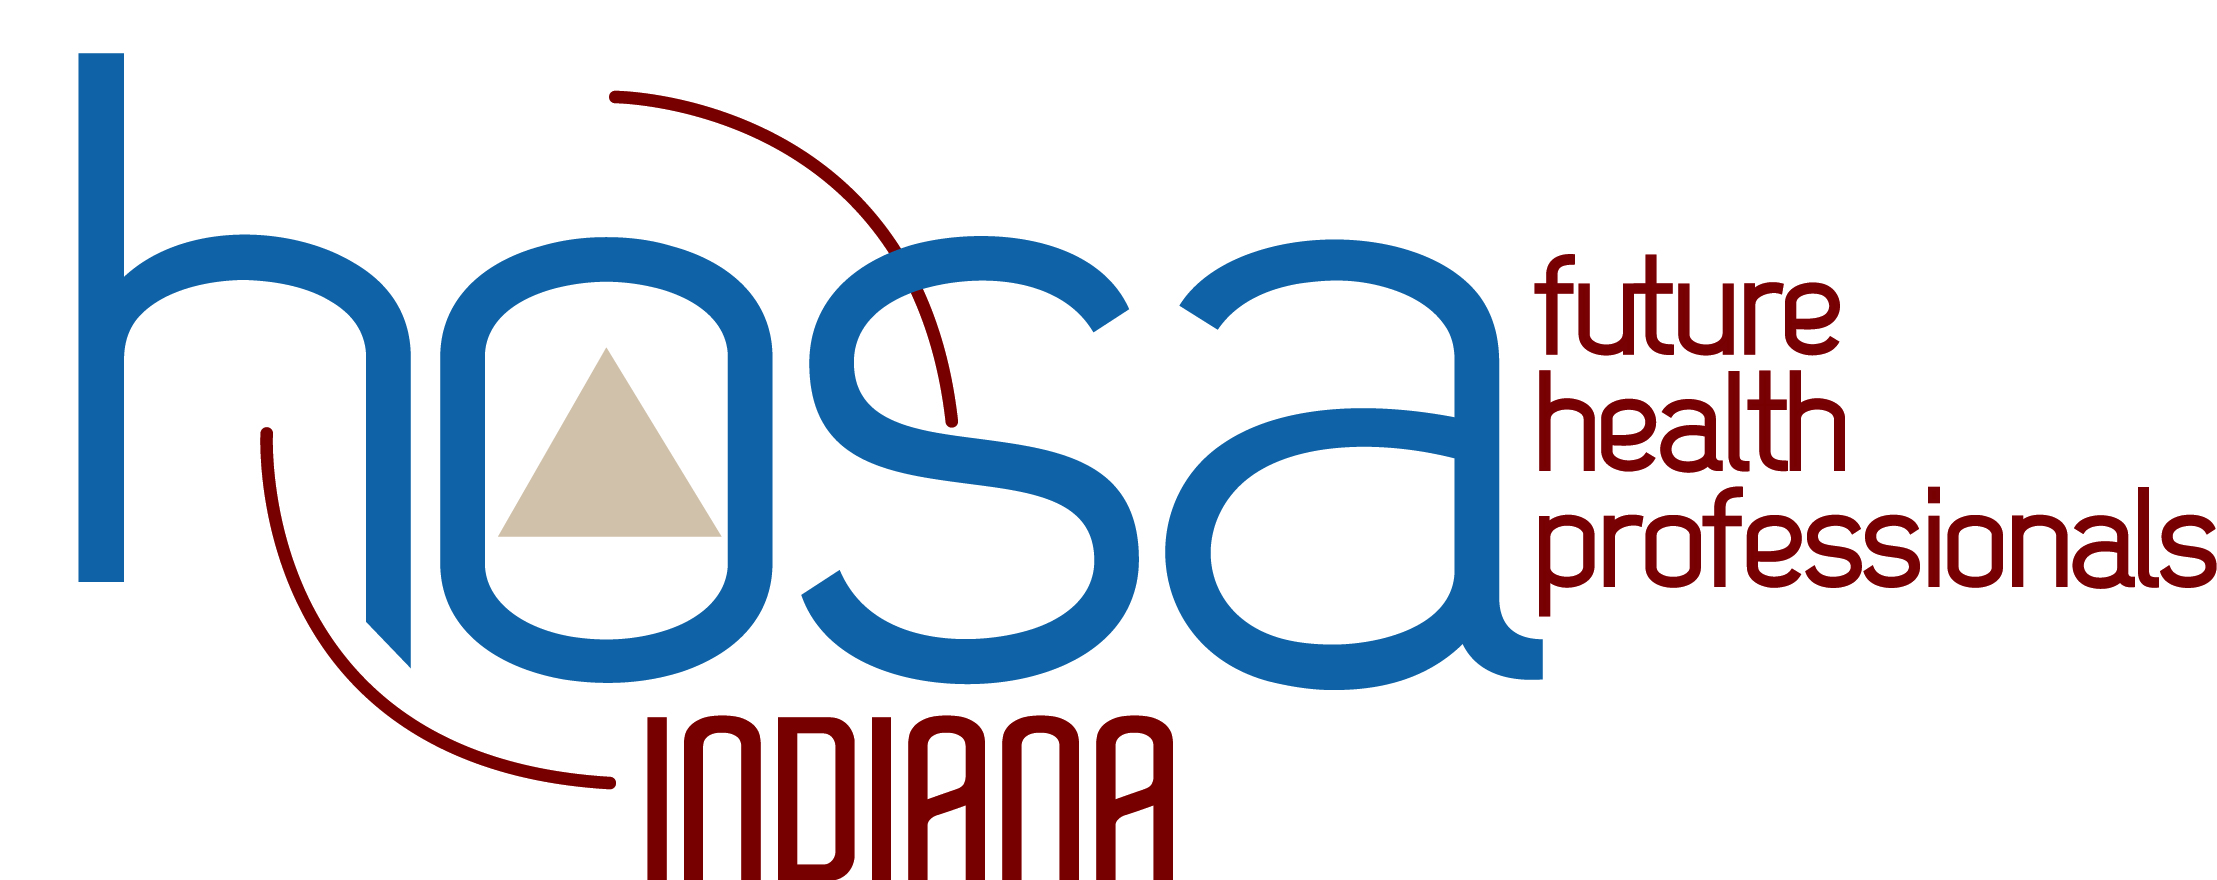 hosa
future
health
professionals
INDIANA